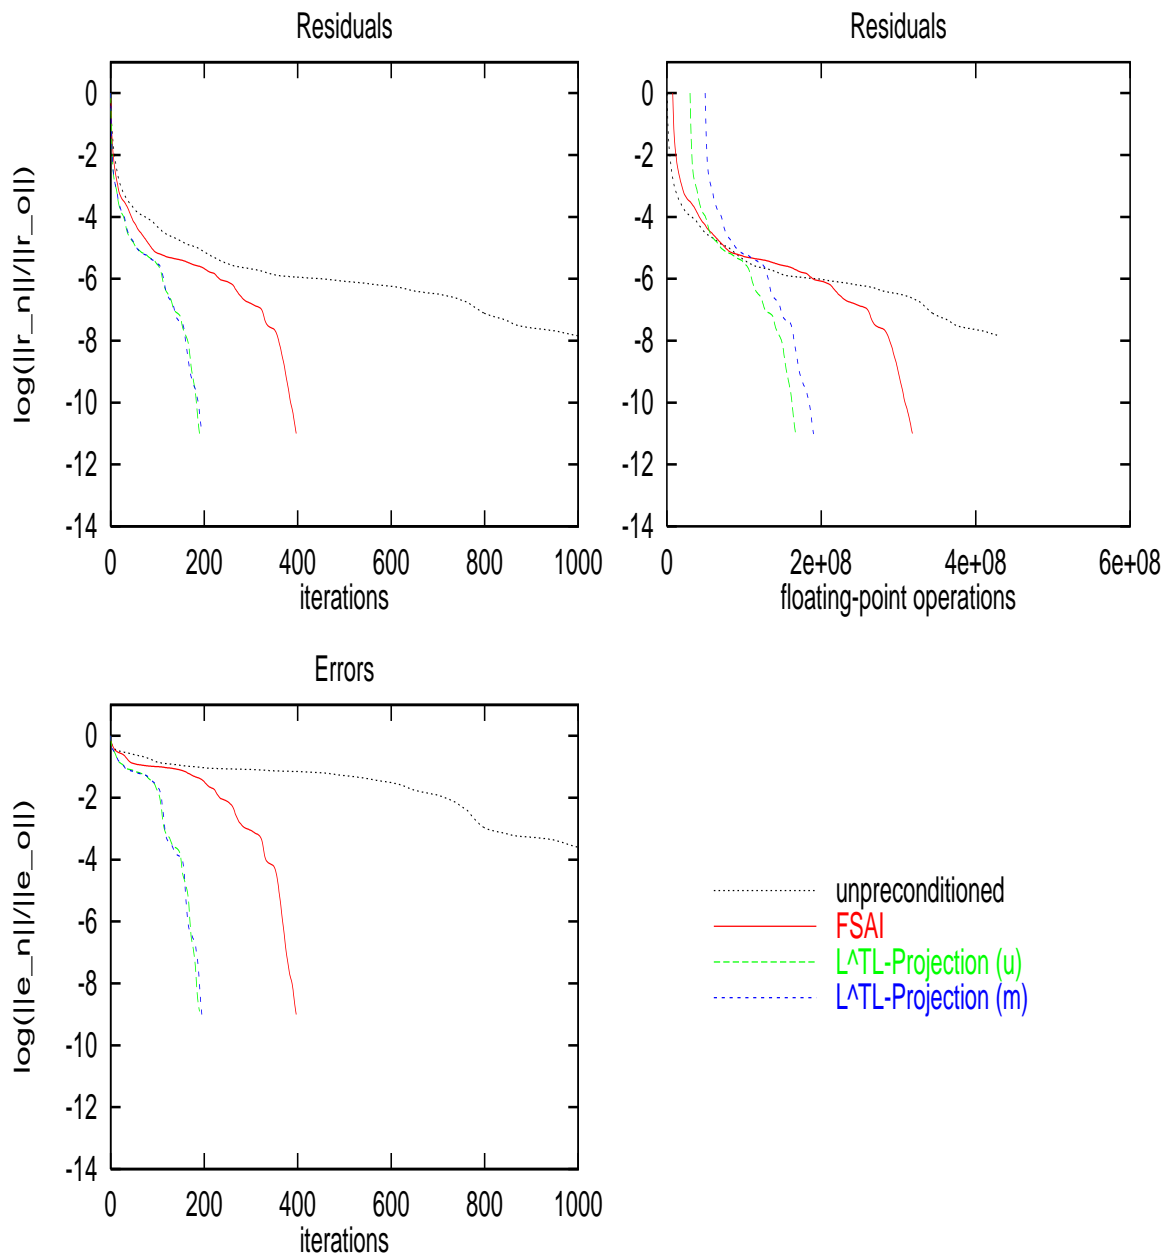 Residuals
log(||r_n||/||r_o||)
0
-2
-4
-6
-8
-10
-12
-14
0 200 400 600 800 1000
iterations
Residuals
0
-2
-4
-6
-8
-10
-12
-14
0 2e+08 4e+08 6e+08
floating-point operations
Errors
log(||e_n||/||e_o||)
0
-2
-4
-6
-8
-10
-12
-14
0 200 400 600 800 1000
iterations
unpreconditioned
FSAI
L^TL-Projection (u)
L^TL-Projection (m)